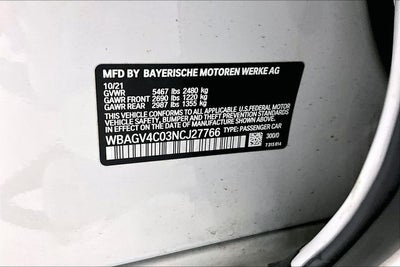 MFD BY BAYERISCHE MOTOREN WERKE AG
10/21
GVWR 5467 lbs 2480 kg
GAWR FRONT 2690 lbs 1220 kg
GAWR REAR 2987 lbs 1355 kg
THIS VEHICLE CONFORMS TO ALL APPLICABLE U.S.FEDERAL MOTOR
VEHICLE SAFETY, BUMPER AND THEFT PREVENTION STANDARDS
IN EFFECT ON THE DATE OF MANUFACTURE SHOWN ABOVE.
WBAGV4C03NCJ27766 TYPE: PASSENGER CAR
300/0